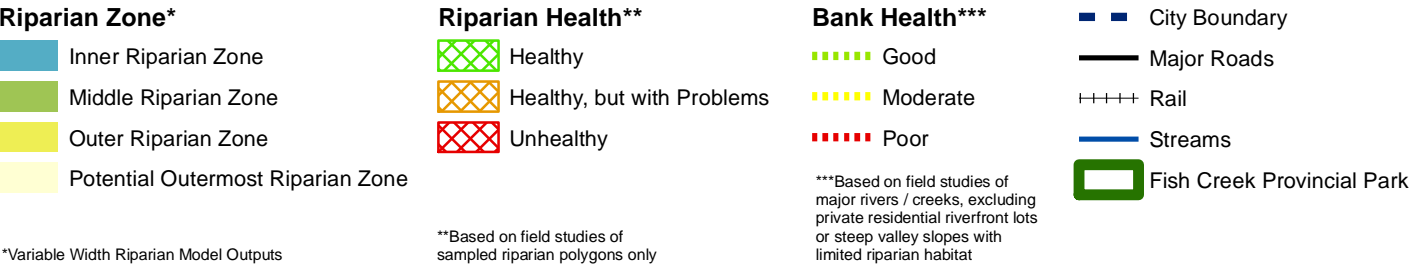 Riparian Zone*
Inner Riparian Zone
Middle Riparian Zone
Outer Riparian Zone
Potential Outermost Riparian Zone
*Variable Width Riparian Model Outputs
Riparian Health**
Healthy
Healthy, but with Problems
Unhealthy
**Based on field studies of
sampled riparian polygons only
Bank Health***
Good
Moderate
Poor
***Based on field studies of
major rivers / creeks, excluding
private residential riverfront lots
or steep valley slopes with
limited riparian habitat
City Boundary
Major Roads
Rail
Streams
Fish Creek Provincial Park